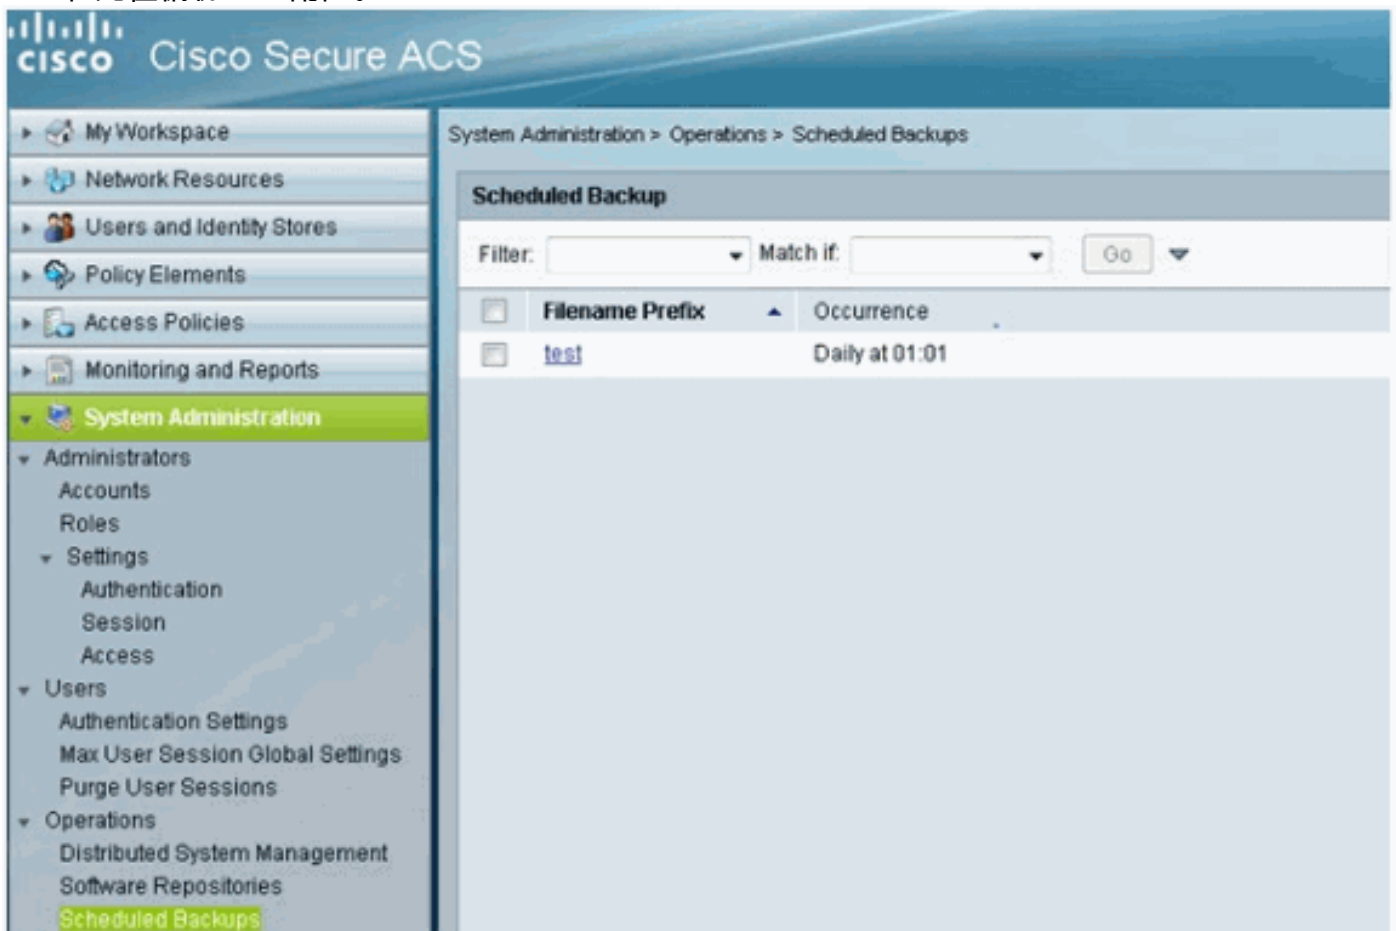 CISCO Cisco Secure ACS
My Workspace
Network Resources
Users and Identity Stores
Policy Elements
Access Policies
Monitoring and Reports
System Administration
Administrators
Accounts
Roles
Settings
Authentication
Session
Access
Users
Authentication Settings
Max User Session Global Settings
Purge User Sessions
Operations
Distributed System Management
Software Repositories
Scheduled Backups
System Administration > Operations > Scheduled Backups
Scheduled Backup
Filter: Match if: Go
Filename Prefix Occurrence
test Daily at 01:01